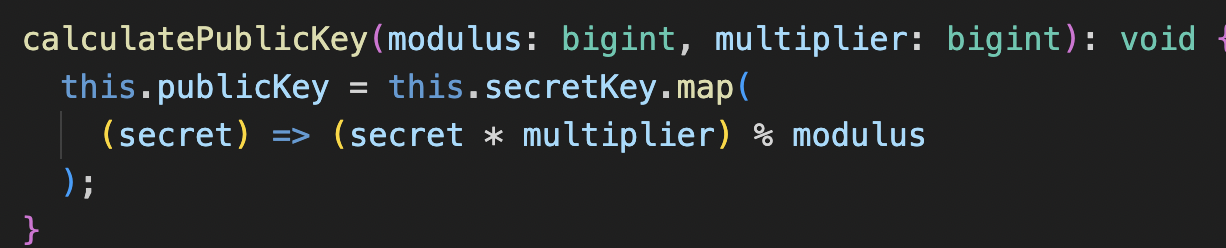 calculatePublicKey(modulus: bigint, multiplier: bigint): void {
  this.publicKey = this.secretKey.map(
    (secret) => (secret * multiplier) % modulus
  );
}